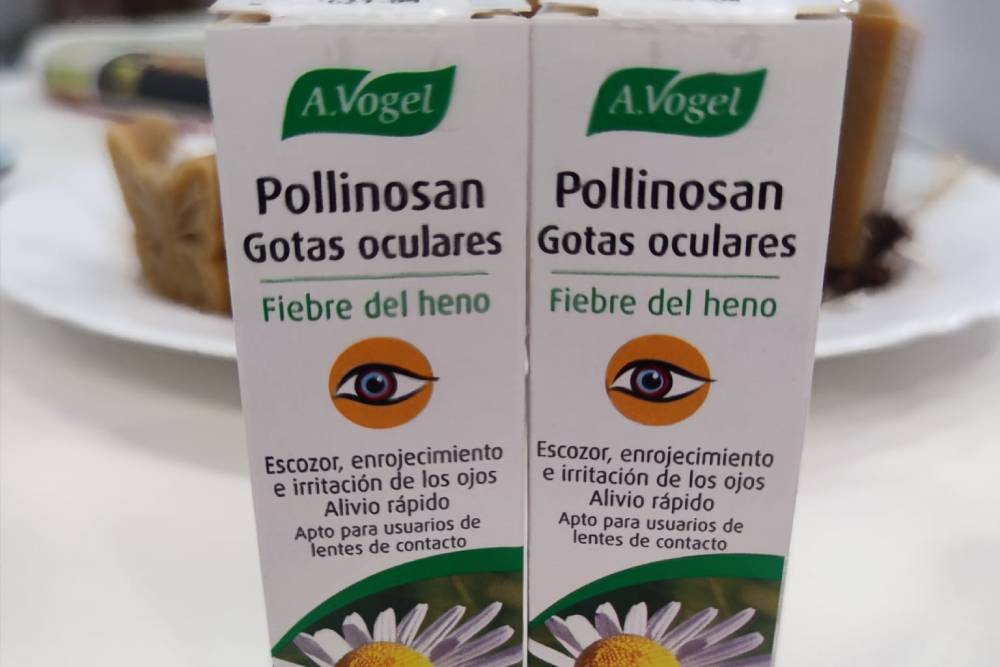 A.Vogel
Pollinosan
Gotas oculares
Fiebre del heno
Escozor, enrojecimiento
e irritación de los ojos
Alivio rápido
Apto para usuarios de
lentes de contacto
A.Vogel
Pollinosan
Gotas oculares
Fiebre del heno
Escozor, enrojecimiento
e irritación de los ojos
Alivio rápido
Apto para usuarios de
lentes de contacto